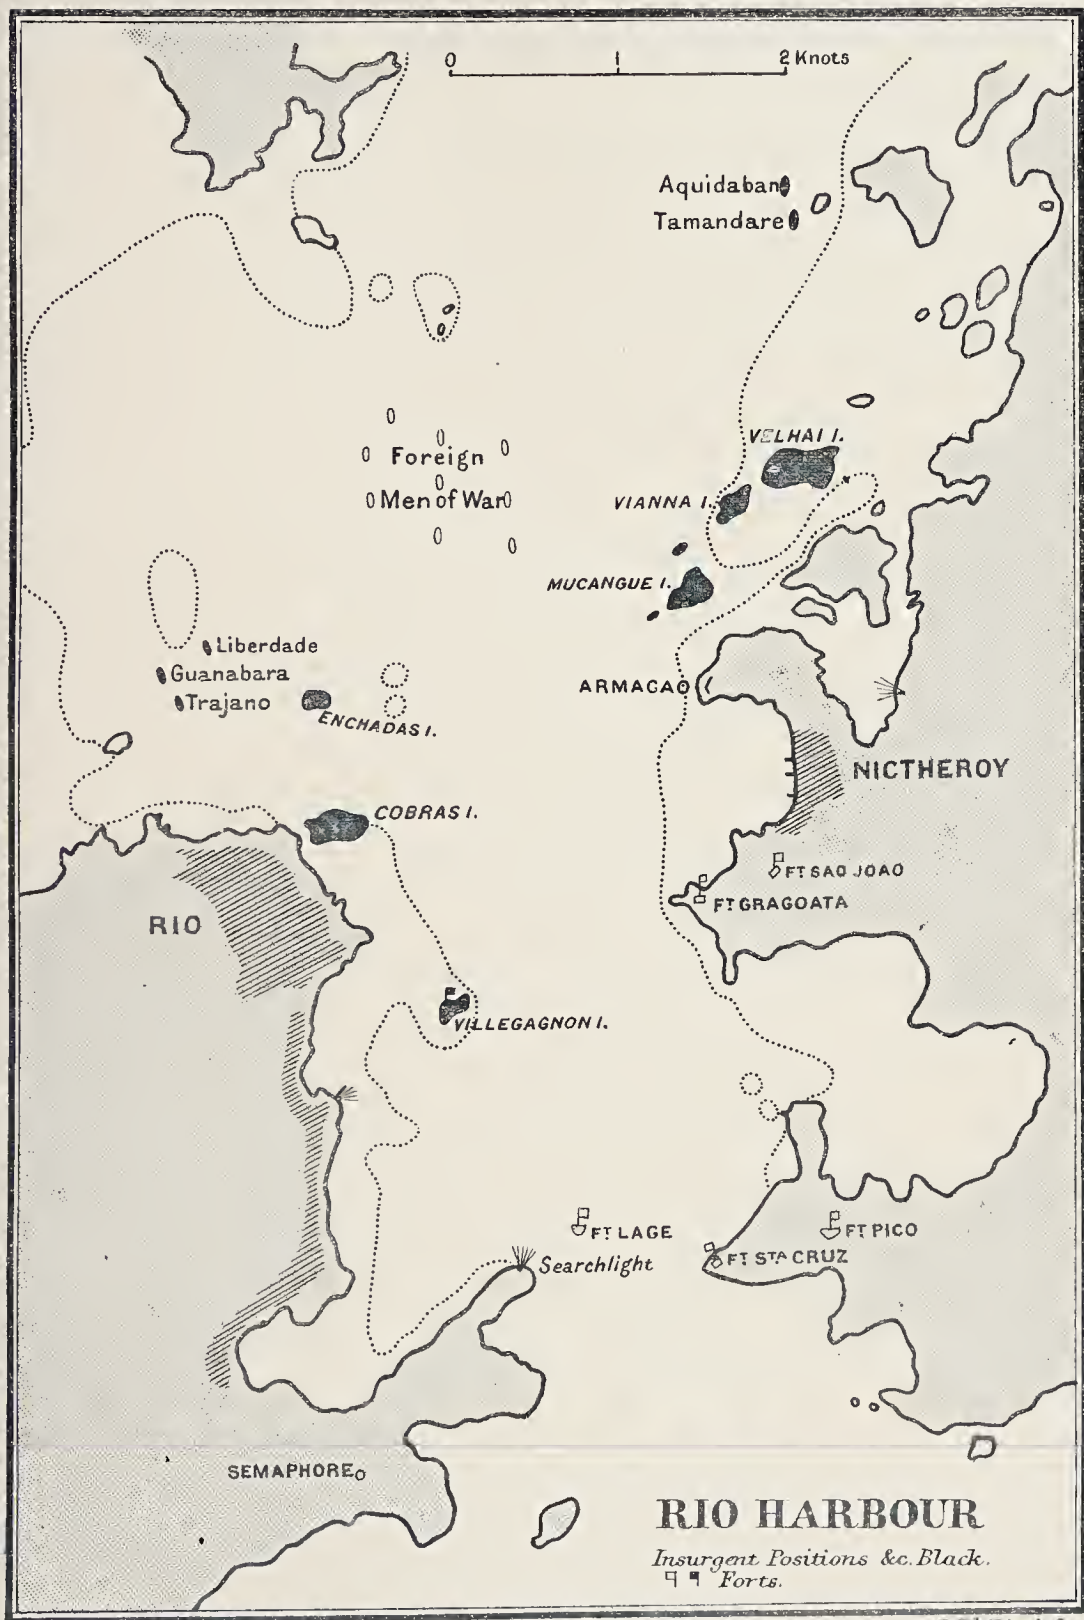 0 1 2 Knots
Aquidaban
Tamandare
VELHAI I.
Foreign
Men of War
VIANNA I.
MUCANGUE I.
Liberdade
Guanabara
Trajano
ENCHADAS I.
ARMACAO
NICTHEROY
COBRAS I.
FT SAO JOAO
FT GRAGOATA
RIO
VILLEGAGNON I.
FT LAGE
FT PICO
FT STA CRUZ
Searchlight
SEMAPHORE
RIO HARBOUR
Insurgent Positions &c. Black.
Forts.